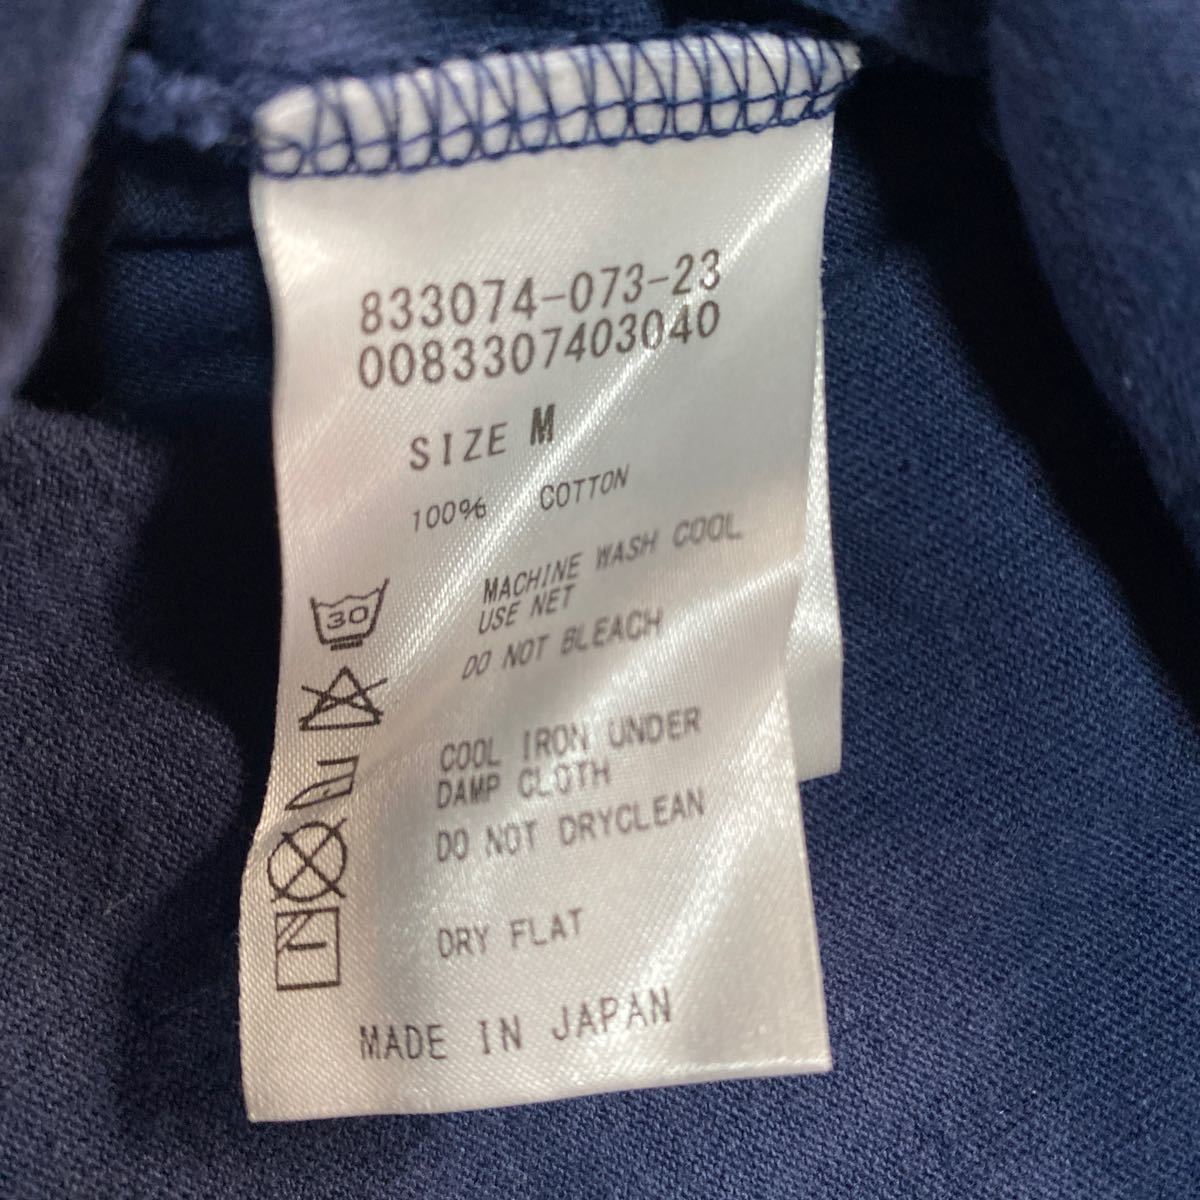 833074-073-23
0083307403040
SIZE M
100% COTTON
MACHINE WASH COOL
USE NET
30
DO NOT BLEACH
COOL IRON UNDER
DAMP CLOTH
DO NOT DRYCLEAN
DRY FLAT
MADE IN JAPAN